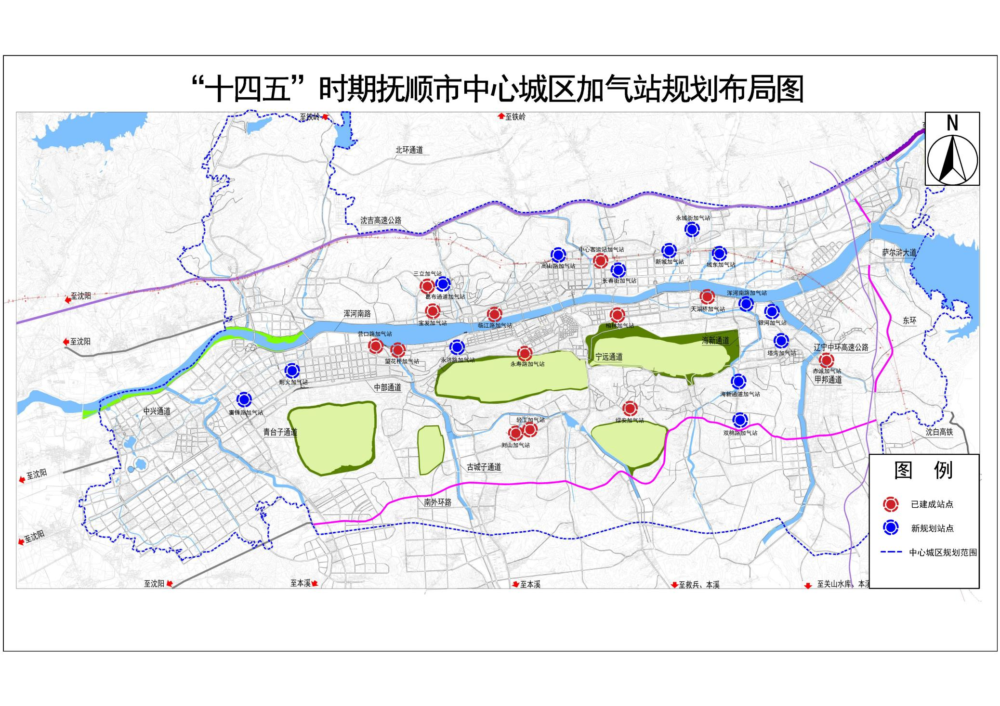 “十四五”时期抚顺市中心城区加气站规划布局图
至铁岭
至铁岭
N
北环通道
沈吉高速公路
永城街加气站
中心客运站加气站
高山路加气站
新城加气站
城东加气站
萨尔浒大道
三立加气站
长春街加气站
至沈阳
葛布通道加气站
浑河南路加气站
天湖桥加气站
浑河南路
宝发加气站
临江路加气站
榆林加气站
银河加气站
东环
至沈阳
营口路加气站
海新通道
辽宁中环高速公路
望花桥加气站
永济路加气站
永寿路加气站
宁远通道
塔湾加气站
赤诚加气站
甲邦通道
耐火加气站
中部通道
海新通道加气站
中兴通道
雷锋路加气站
轻工加气站
绿安加气站
青台子通道
双棉路加气站
沈白高铁
刘山加气站
古城子通道
至沈阳
南外环路
至沈阳
至沈阳
至本溪
至本溪
至救兵、本溪
至关山水库、本溪
图 例
已建成站点
新规划站点
中心城区规划范围